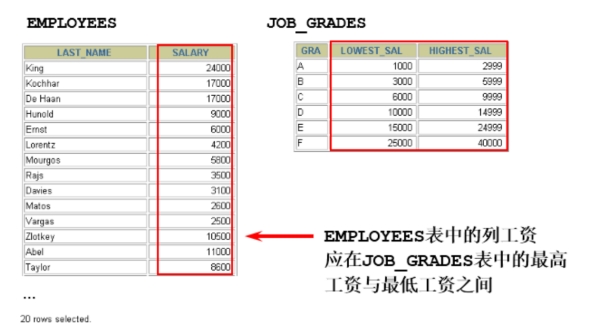 EMPLOYEES
LAST_NAME SALARY
King 24000
Kochhar 17000
De Haan 17000
Hunold 9000
Ernst 6000
Lorentz 4200
Mourgos 5800
Rajs 3500
Davies 3100
Matos 2600
Vargas 2500
Zlotkey 10500
Abel 11000
Taylor 8600
...
20 rows selected.
JOB_GRADES
GRA LOWEST_SAL HIGHEST_SAL
A 1000 2999
B 3000 5999
C 6000 9999
D 10000 14999
E 15000 24999
F 25000 40000
EMPLOYEES表中的列工资
应在JOB_GRADES表中的最高
工资与最低工资之间